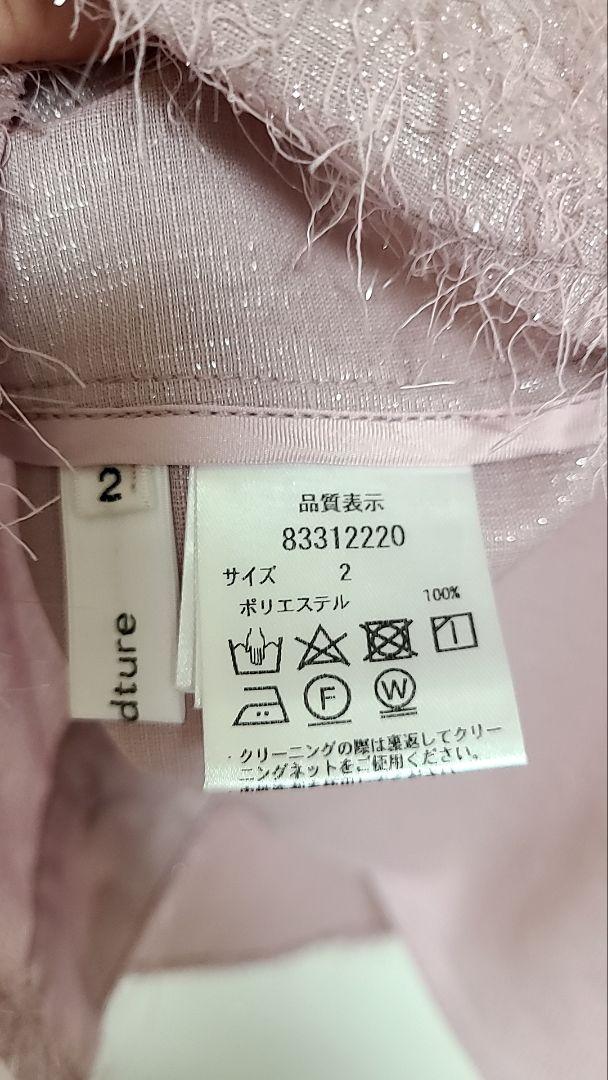 2
dture
品質表示
83312220
サイズ 2
ポリエステル 100%
F W
・クリーニングの際は裏返してクリー
ニングネットをご使用ください。